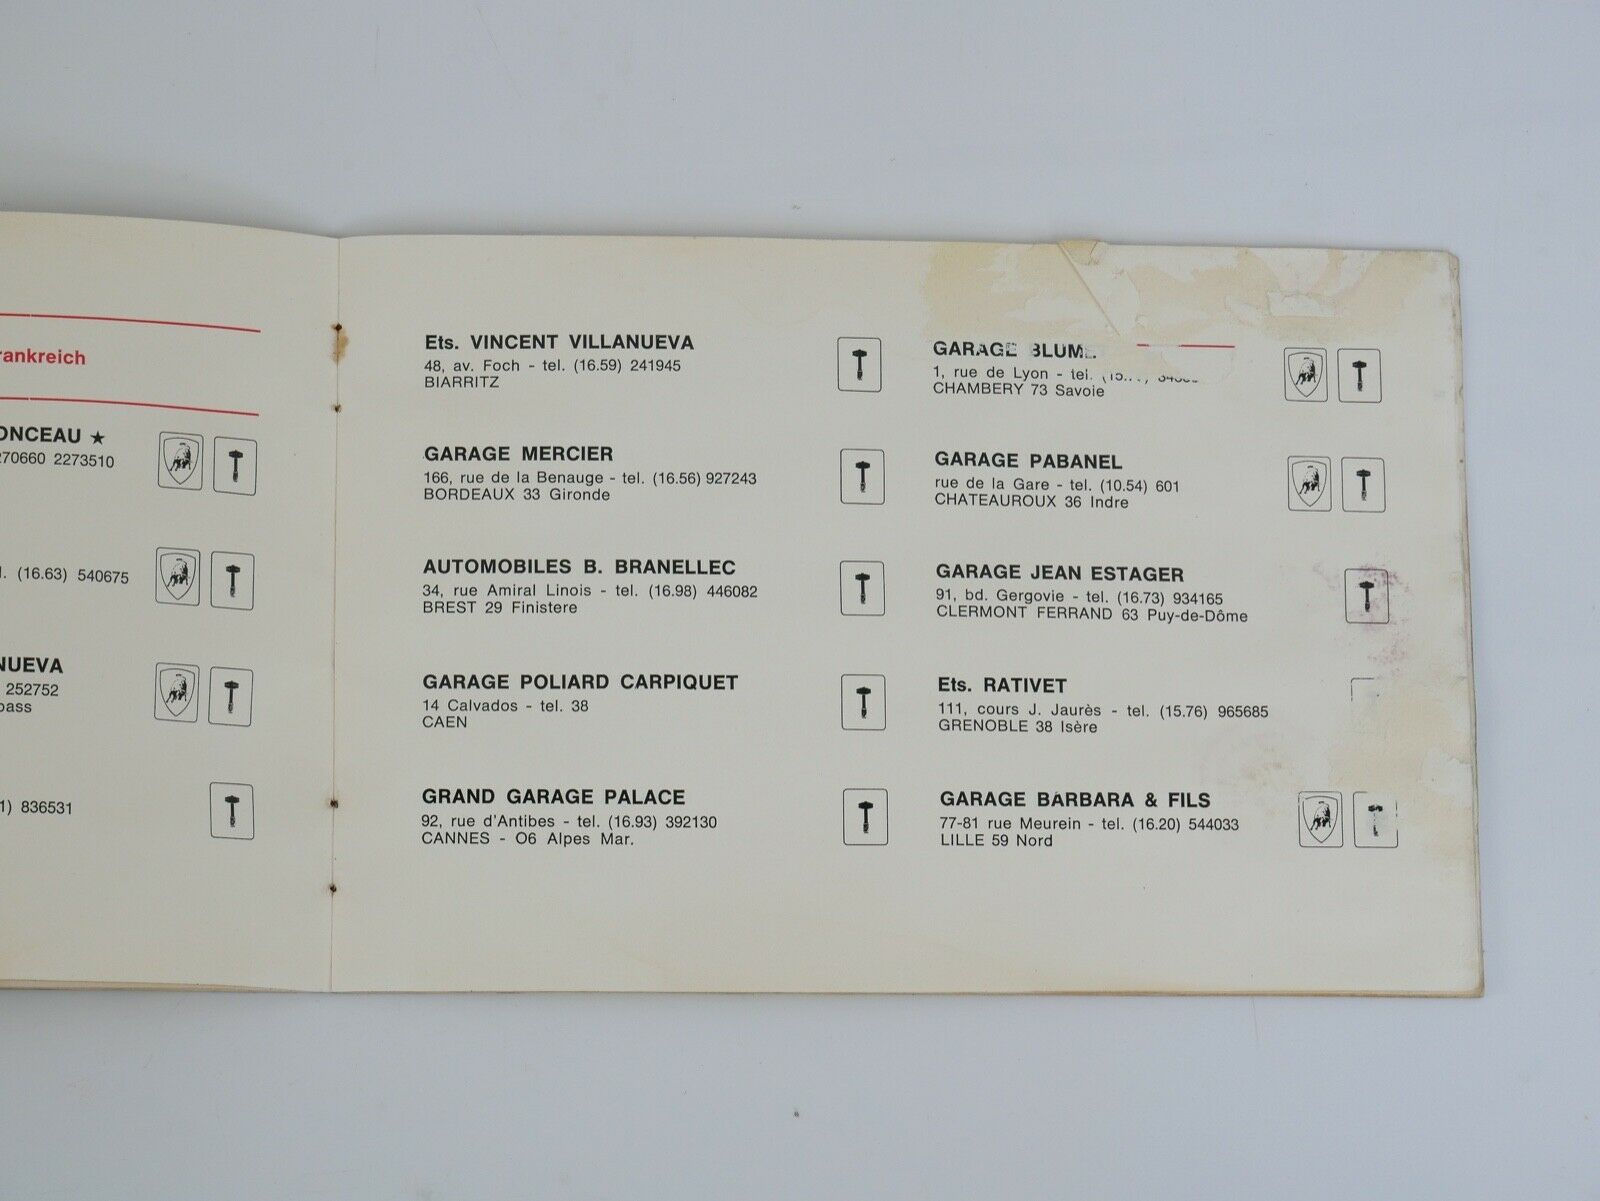 rankreich
ONCEAU ★
270660 2273510
(16.63) 540675
NUEVA
252752
pass
836531
Ets. VINCENT VILLANUEVA
48, av. Foch - tel. (16.59) 241945
BIARRITZ
GARAGE MERCIER
166, rue de la Benauge - tel. (16.56) 927243
BORDEAUX 33 Gironde
AUTOMOBILES B. BRANELLEC
34, rue Amiral Linois - tel. (16.98) 446082
BREST 29 Finistere
GARAGE POLIARD CARPIQUET
14 Calvados - tel. 38
CAEN
GRAND GARAGE PALACE
92, rue d'Antibes - tel. (16.93) 392130
CANNES - O6 Alpes Mar.
GARAGE
1, rue de Lyon - tel.
CHAMBERY 73 Savoie
GARAGE PABANEL
rue de la Gare - tel. (10.54) 601
CHATEAUROUX 36 Indre
GARAGE JEAN ESTAGER
91, bd. Gergovie - tel. (16.73) 934165
CLERMONT FERRAND 63 Puy-de-Dôme
Ets. RATIVET
111, cours J. Jaurès - tel. (15.76) 965685
GRENOBLE 38 Isère
GARAGE BARBARA & FILS
77-81 rue Meurein - tel. (16.20) 544033
LILLE 59 Nord